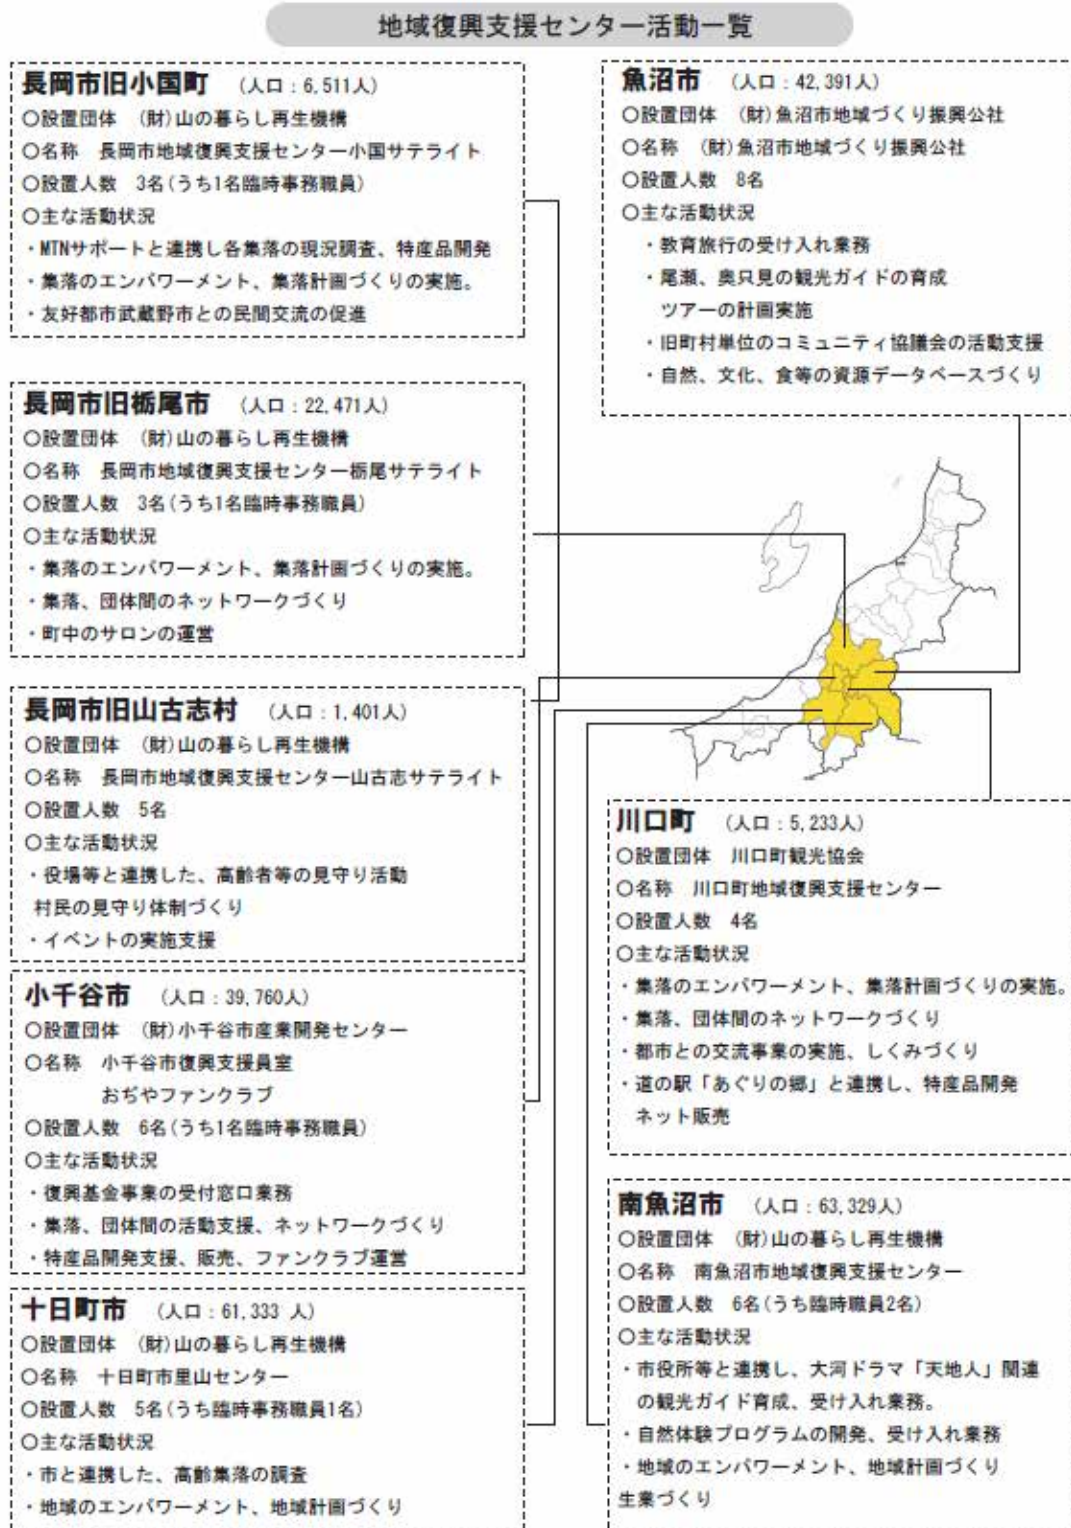 地域復興支援センター活動一覧
長岡市旧小国町 （人口：6,511人）
○設置団体 （財）山の暮らし再生機構
○名称 長岡市地域復興支援センター小国サテライト
○設置人数 3名（うち1名臨時事務職員）
○主な活動状況
・MTNサポートと連携し各集落の現況調査、特産品開発
・集落のエンパワーメント、集落計画づくりの実施。
・友好都市武蔵野市との民間交流の促進
長岡市旧栃尾市 （人口：22,471人）
○設置団体 （財）山の暮らし再生機構
○名称 長岡市地域復興支援センター栃尾サテライト
○設置人数 3名（うち1名臨時事務職員）
○主な活動状況
・集落のエンパワーメント、集落計画づくりの実施。
・集落、団体間のネットワークづくり
・町中のサロンの運営
長岡市旧山古志村 （人口：1,401人）
○設置団体 （財）山の暮らし再生機構
○名称 長岡市地域復興支援センター山古志サテライト
○設置人数 5名
○主な活動状況
・役場等と連携した、高齢者等の見守り活動
村民の見守り体制づくり
・イベントの実施支援
小千谷市 （人口：39,760人）
○設置団体 （財）小千谷市産業開発センター
○名称 小千谷市復興支援員室
おぢやファンクラブ
○設置人数 6名（うち1名臨時事務職員）
○主な活動状況
・復興基金事業の受付窓口業務
・集落、団体間の活動支援、ネットワークづくり
・特産品開発支援、販売、ファンクラブ運営
十日町市 （人口：61,333 人）
○設置団体 （財）山の暮らし再生機構
○名称 十日町市里山センター
○設置人数 5名（うち臨時事務職員1名）
○主な活動状況
・市と連携した、高齢集落の調査
・地域のエンパワーメント、地域計画づくり
魚沼市 （人口：42,391人）
○設置団体 （財）魚沼市地域づくり振興公社
○名称 （財）魚沼市地域づくり振興公社
○設置人数 8名
○主な活動状況
・教育旅行の受け入れ業務
・尾瀬、奥只見の観光ガイドの育成
ツアーの計画実施
・旧町村単位のコミュニティ協議会の活動支援
・自然、文化、食等の資源データベースづくり
川口町 （人口：5,233人）
○設置団体 川口町観光協会
○名称 川口町地域復興支援センター
○設置人数 4名
○主な活動状況
・集落のエンパワーメント、集落計画づくりの実施。
・集落、団体間のネットワークづくり
・都市との交流事業の実施、しくみづくり
・道の駅「あぐりの郷」と連携し、特産品開発
ネット販売
南魚沼市 （人口：63,329人）
○設置団体 （財）山の暮らし再生機構
○名称 南魚沼市地域復興支援センター
○設置人数 6名（うち臨時職員2名）
○主な活動状況
・市役所等と連携し、大河ドラマ「天地人」関連
の観光ガイド育成、受け入れ業務。
・自然体験プログラムの開発、受け入れ業務
・地域のエンパワーメント、地域計画づくり
生業づくり